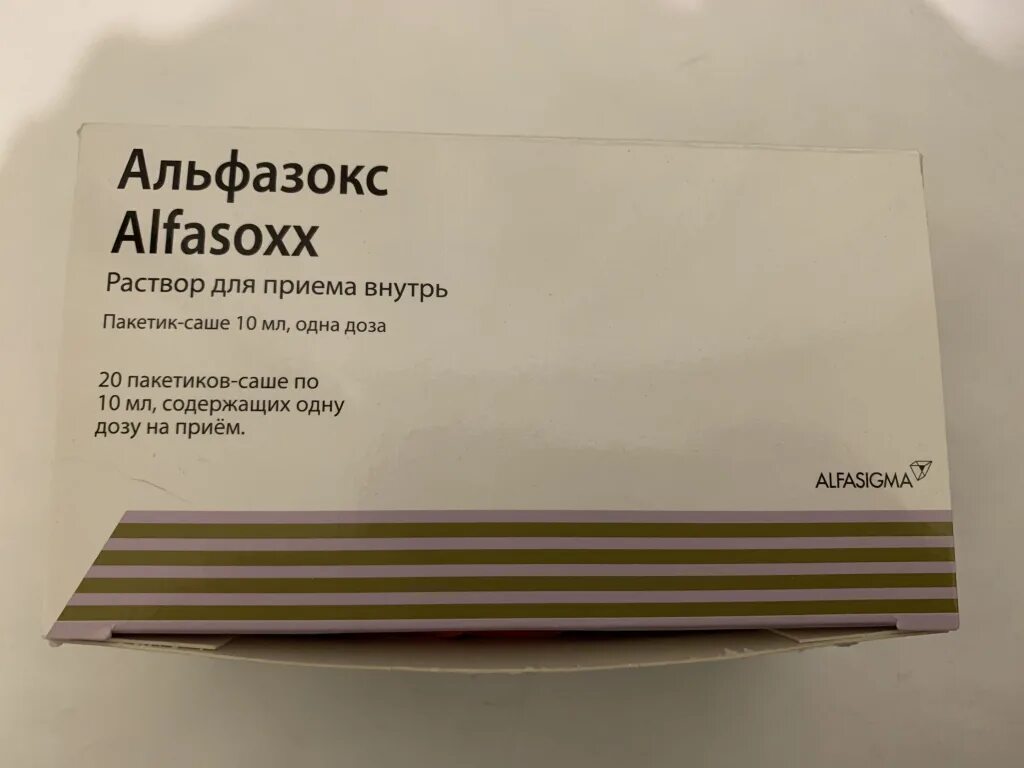 Альфазокс
Alfasoxx
Раствор для приема внутрь
Пакетик-саше 10 мл, одна доза
20 пакетиков-саше по
10 мл, содержащих одну
дозу на приём.
ALFASIGMA